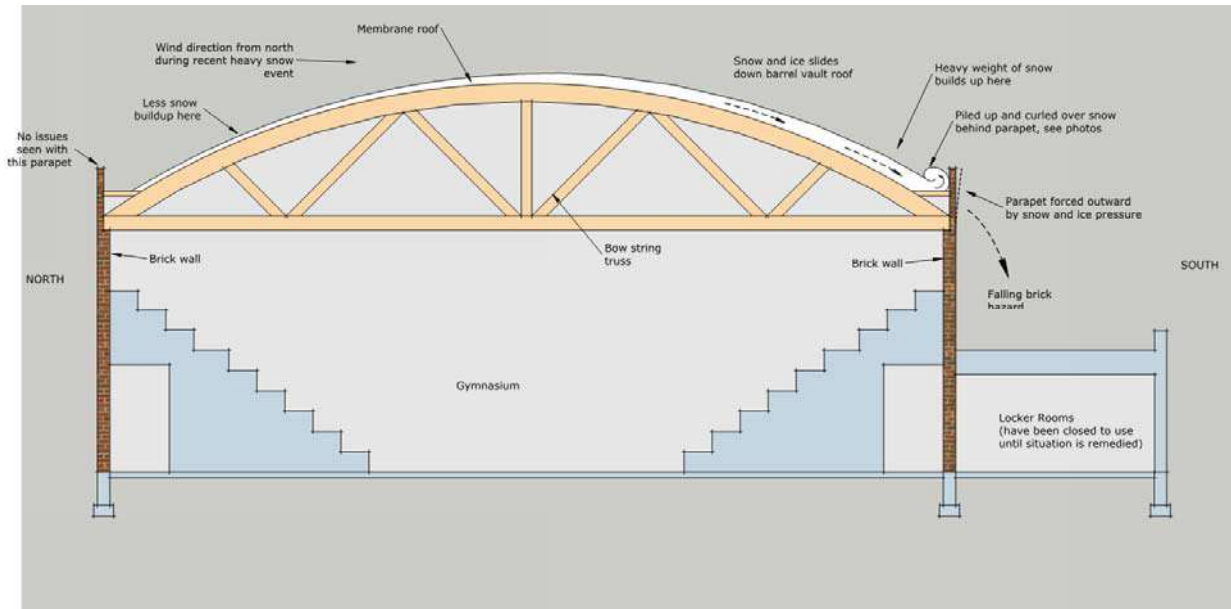 Membrane roof
Wind direction from north
during recent heavy snow
event
Snow and ice slides
down barrel vault roof
Heavy weight of snow
builds up here
Less snow
buildup here
Piled up and curled over snow
behind parapet, see photos
No issues
seen with
this parapet
Parapet forced outward
by snow and ice pressure
Bow string
truss
Brick wall
Brick wall
NORTH
SOUTH
Falling brick
hazard
Gymnasium
Locker Rooms
(have been closed to use
until situation is remedied)